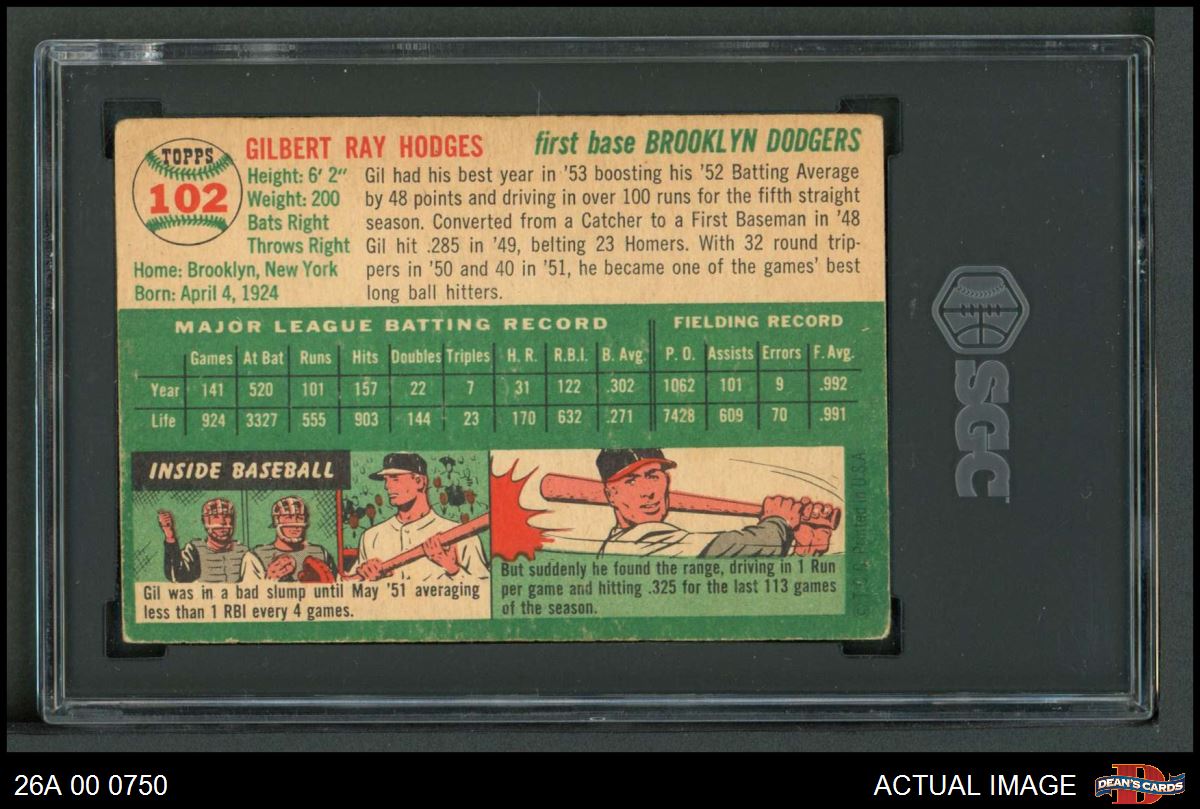 TOPPS
102
GILBERT RAY HODGES
first base BROOKLYN DODGERS
Height: 6' 2"
Weight: 200
Bats Right
Throws Right
Home: Brooklyn, New York
Born: April 4, 1924
Gil had his best year in '53 boosting his '52 Batting Average
by 48 points and driving in over 100 runs for the fifth straight
season. Converted from a Catcher to a First Baseman in '48
Gil hit .285 in '49, belting 23 Homers. With 32 round trip-
pers in '50 and 40 in '51, he became one of the games' best
long ball hitters.
MAJOR LEAGUE BATTING RECORD FIELDING RECORD
Games At Bat Runs Hits Doubles Triples H. R. R.B.I. B. Avg. P. O. Assists Errors F. Avg.
Year 141 520 101 157 22 7 31 122 .302 1062 101 9 .992
Life 924 3327 555 903 144 23 170 632 .271 7428 609 70 .991
INSIDE BASEBALL
Gil was in a bad slump until May '51 averaging
less than 1 RBI every 4 games.
But suddenly he found the range, driving in 1 Run
per game and hitting .325 for the last 113 games
of the season.
© T. C. G. Printed in U.S.A.
SGC
26A 00 0750
ACTUAL IMAGE
D
DEAN'S CARDS